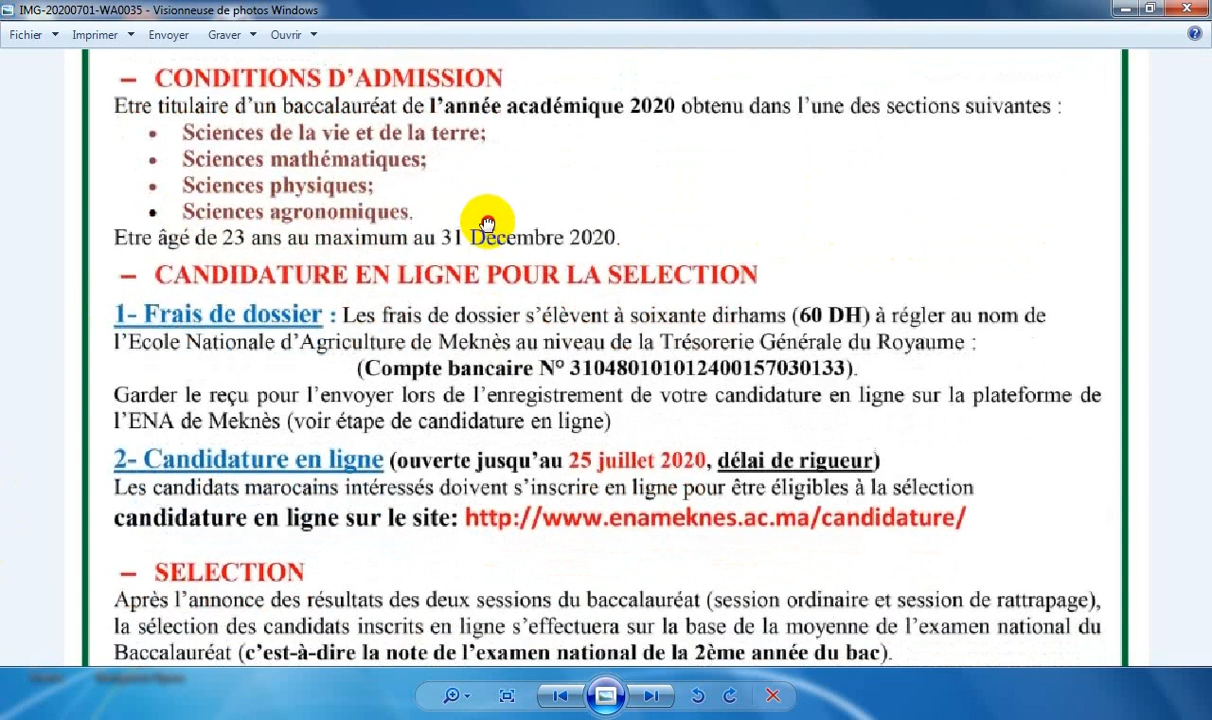 IMG-20200701-WA0035 - Visionneuse de photos Windows
Fichier Imprimer Envoyer Graver Ouvrir
– CONDITIONS D'ADMISSION
Etre titulaire d'un baccalauréat de l'année académique 2020 obtenu dans l'une des sections suivantes :
• Sciences de la vie et de la terre;
• Sciences mathématiques;
• Sciences physiques;
• Sciences agronomiques.
Etre âgé de 23 ans au maximum au 31 Décembre 2020.
– CANDIDATURE EN LIGNE POUR LA SELECTION
1- Frais de dossier : Les frais de dossier s'élèvent à soixante dirhams (60 DH) à régler au nom de
l'Ecole Nationale d'Agriculture de Meknès au niveau de la Trésorerie Générale du Royaume :
(Compte bancaire N° 310480101012400157030133).
Garder le reçu pour l'envoyer lors de l'enregistrement de votre candidature en ligne sur la plateforme de
l'ENA de Meknès (voir étape de candidature en ligne)
2- Candidature en ligne (ouverte jusqu'au 25 juillet 2020, délai de rigueur)
Les candidats marocains intéressés doivent s'inscrire en ligne pour être éligibles à la sélection
candidature en ligne sur le site: http://www.enameknes.ac.ma/candidature/
– SELECTION
Après l'annonce des résultats des deux sessions du baccalauréat (session ordinaire et session de rattrapage),
la sélection des candidats inscrits en ligne s'effectuera sur la base de la moyenne de l'examen national du
Baccalauréat (c'est-à-dire la note de l'examen national de la 2ème année du bac).